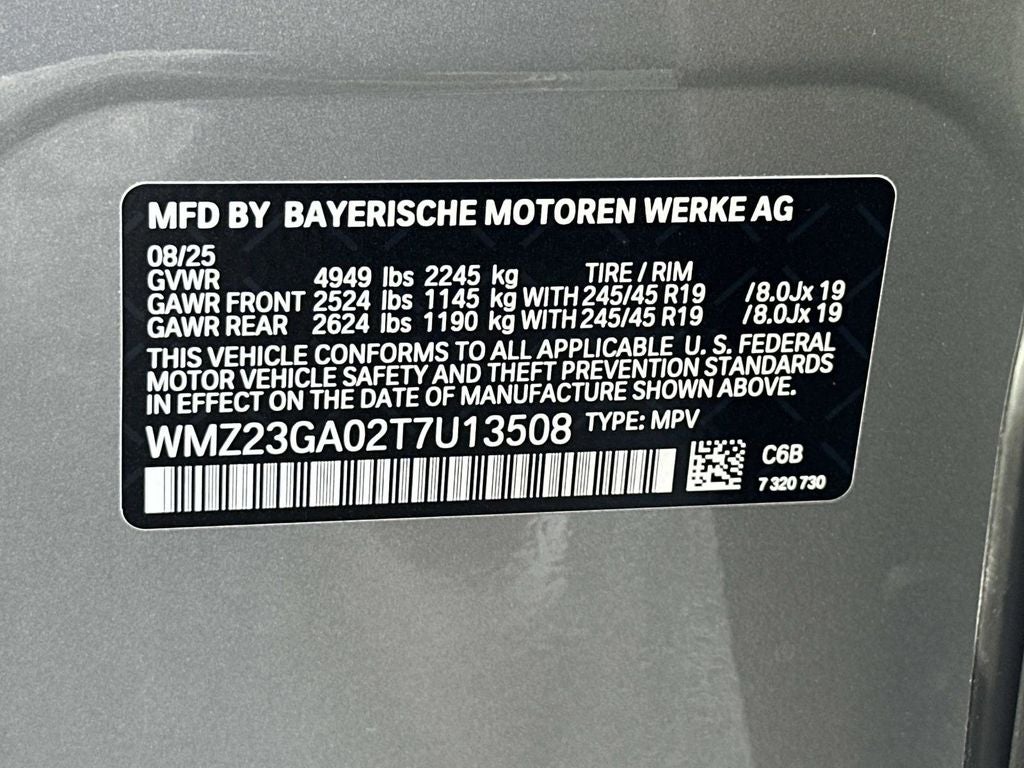 MFD BY BAYERISCHE MOTOREN WERKE AG
08/25
GVWR 4949 lbs 2245 kg TIRE / RIM
GAWR FRONT 2524 lbs 1145 kg WITH 245/45 R19 /8.0Jx 19
GAWR REAR 2624 lbs 1190 kg WITH 245/45 R19 /8.0Jx 19
THIS VEHICLE CONFORMS TO ALL APPLICABLE U. S. FEDERAL
MOTOR VEHICLE SAFETY AND THEFT PREVENTION STANDARDS
IN EFFECT ON THE DATE OF MANUFACTURE SHOWN ABOVE.
WMZ23GA02T7U13508 TYPE: MPV
C6B
7 320 730